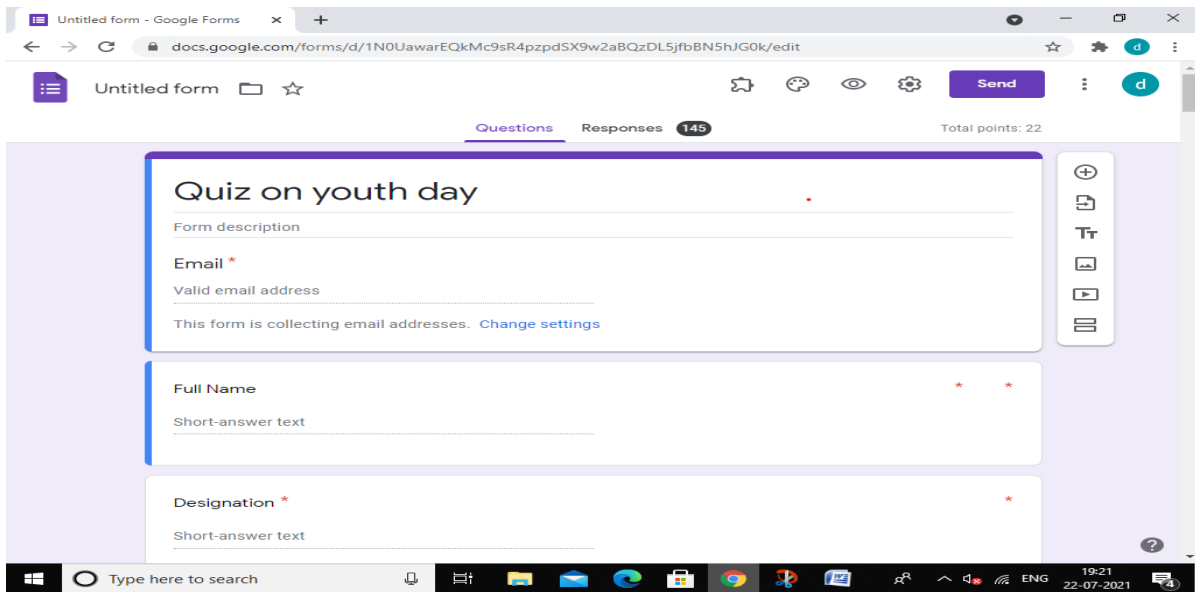 Untitled form - Google Forms
docs.google.com/forms/d/1N0UawarEQkMc9sR4pzpdSX9w2aBQzDL5jfbBN5hJG0k/edit
d
Untitled form
Send
d
Questions Responses 145
Total points: 22
Quiz on youth day
Form description
Email *
Valid email address
This form is collecting email addresses. Change settings
Full Name * *
Short-answer text
Designation * *
Short-answer text
Type here to search
ENG
19:21
22-07-2021
4